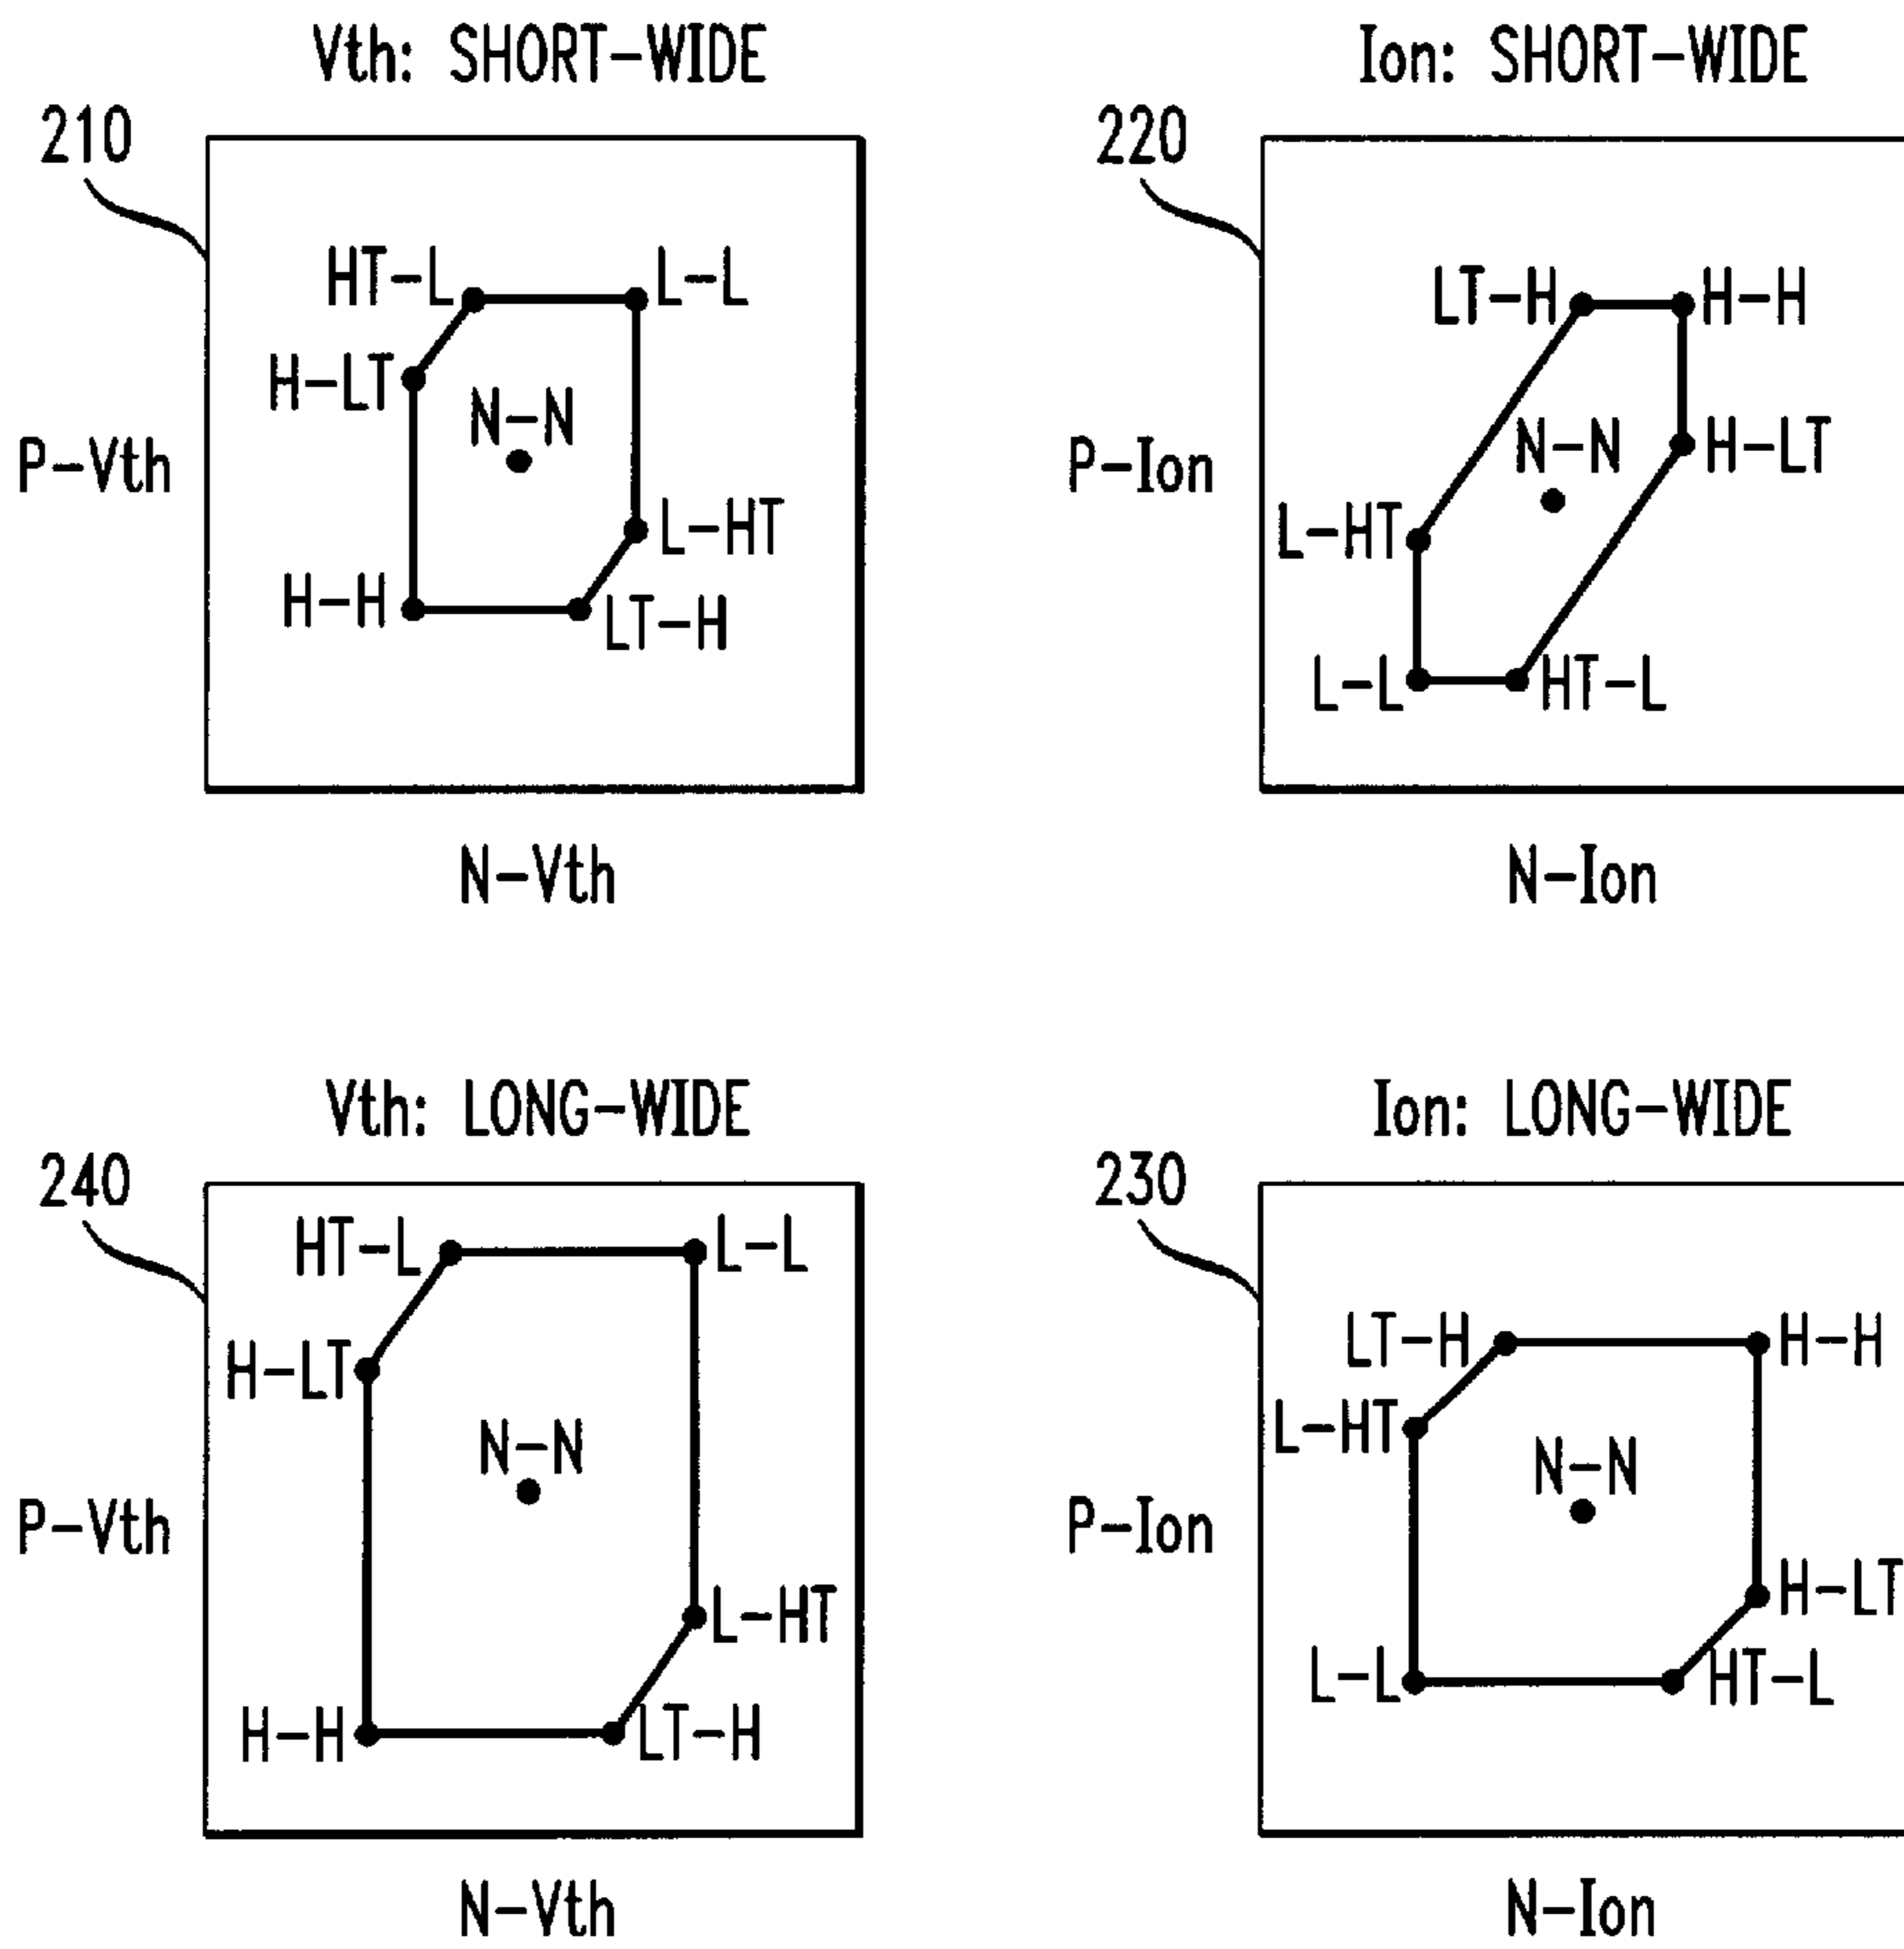 Vth: SHORT-WIDE
210
HT-L
L-L
H-LT
N-N
P-Vth
L-HT
H-H
LT-H
N-Vth
Ion: SHORT-WIDE
220
LT-H
H-H
N-N
H-LT
P-Ion
L-HT
L-L
HT-L
N-Ion
Vth: LONG-WIDE
240
HT-L
L-L
H-LT
N-N
P-Vth
L-HT
H-H
LT-H
N-Vth
Ion: LONG-WIDE
230
LT-H
H-H
L-HT
N-N
P-Ion
H-LT
L-L
HT-L
N-Ion